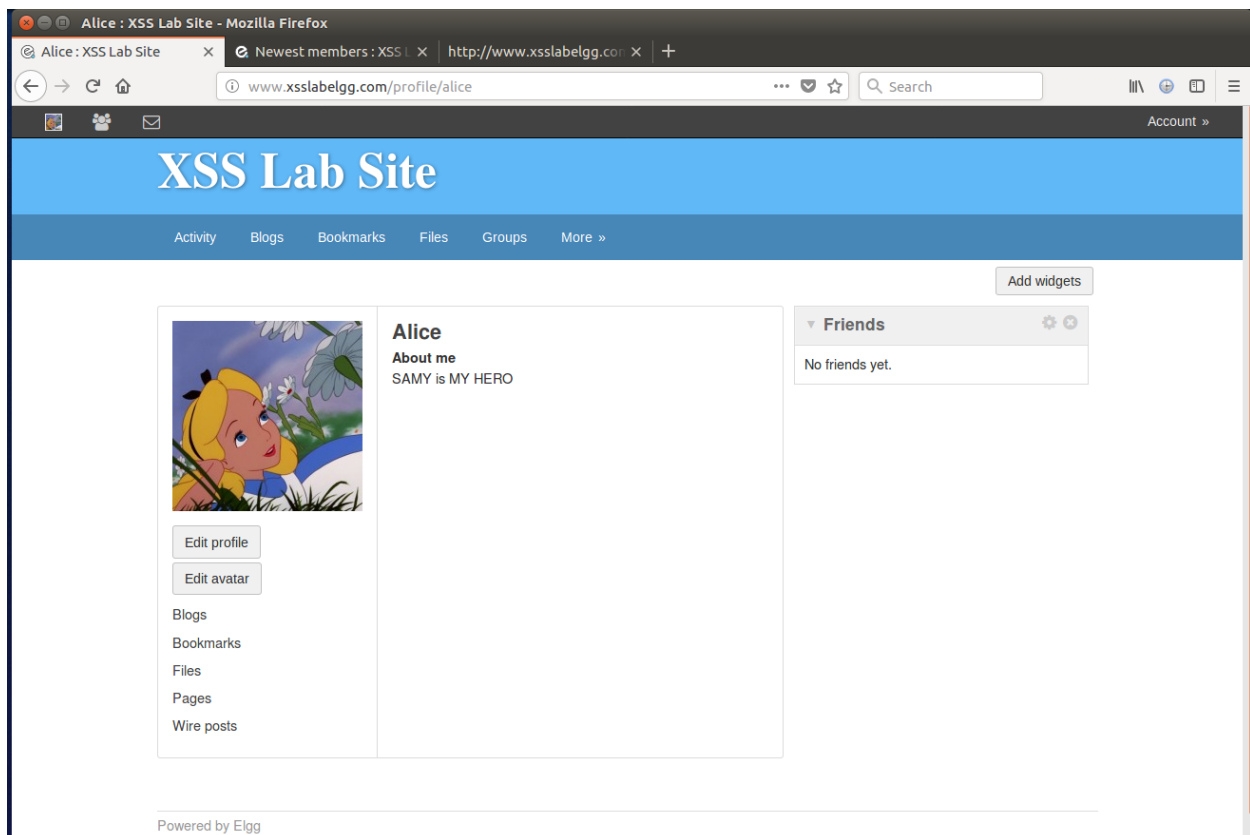 Alice : XSS Lab Site - Mozilla Firefox
Alice : XSS Lab Site
Newest members : XSS L
http://www.xsslabelgg.con
www.xsslabelgg.com/profile/alice
Search
Account »
XSS Lab Site
Activity Blogs Bookmarks Files Groups More »
Add widgets
Alice
About me
SAMY is MY HERO
Friends
No friends yet.
Edit profile
Edit avatar
Blogs
Bookmarks
Files
Pages
Wire posts
Powered by Elgg